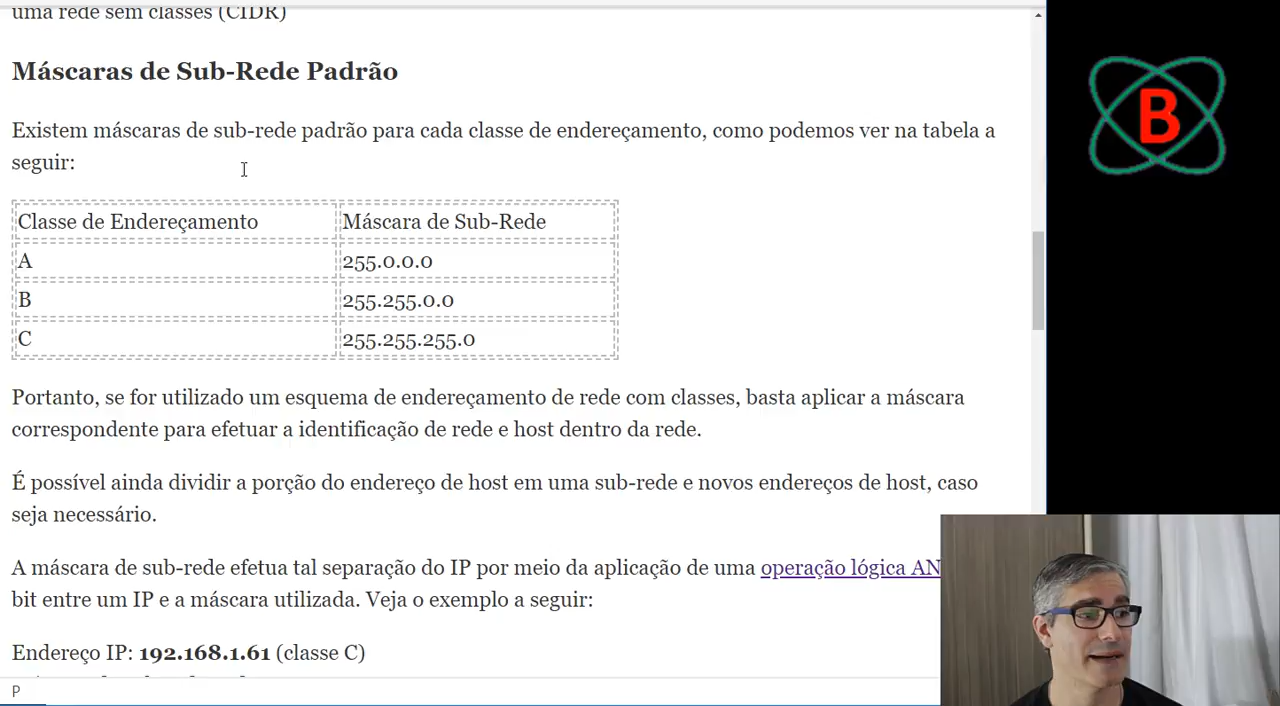 uma rede sem classes (CIDR)
Máscaras de Sub-Rede Padrão
Existem máscaras de sub-rede padrão para cada classe de endereçamento, como podemos ver na tabela a
seguir:
Classe de Endereçamento Máscara de Sub-Rede
A 255.0.0.0
B 255.255.0.0
C 255.255.255.0
Portanto, se for utilizado um esquema de endereçamento de rede com classes, basta aplicar a máscara
correspondente para efetuar a identificação de rede e host dentro da rede.
É possível ainda dividir a porção do endereço de host em uma sub-rede e novos endereços de host, caso
seja necessário.
A máscara de sub-rede efetua tal separação do IP por meio da aplicação de uma operação lógica AN
bit entre um IP e a máscara utilizada. Veja o exemplo a seguir:
Endereço IP: 192.168.1.61 (classe C)
P
B